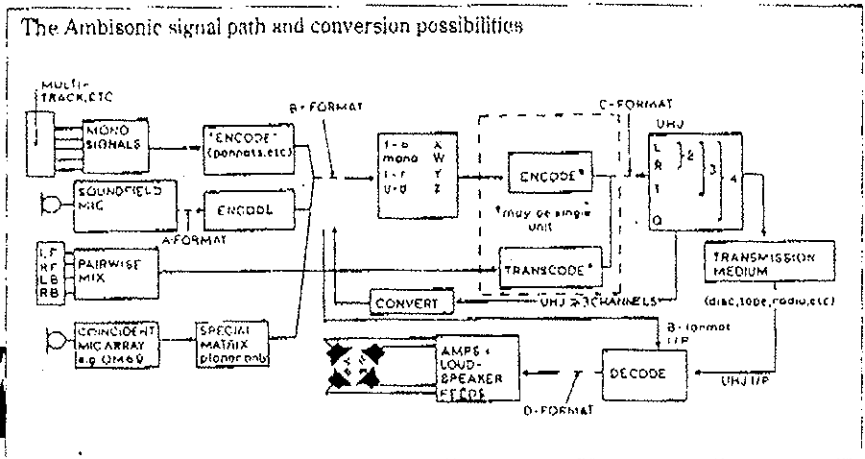 The Ambisonic signal path and conversion possibilities
MULTI-
TRACK, ETC
MONO
SIGNALS
"ENCODE"
(panpots, etc)
B-FORMAT
f-b X
mono W
l-r Y
u-d Z
ENCODE*
*may be single
unit
TRANSCODE*
C-FORMAT
UHJ
L
R
T
Q
2
3
4
SOUNDFIELD
MIC
A-FORMAT
ENCODE
LF
RF
LB
RB
PAIRWISE
MIX
CONVERT
UHJ ≥ 3 CHANNELS
TRANSMISSION
MEDIUM
(disc, tape, radio, etc)
COINCIDENT
MIC ARRAY
e.g. QM69
SPECIAL
MATRIX
planar only
AMPS +
LOUD-
SPEAKER
FEEDS
D-FORMAT
DECODE
B-format
I/P
UHJ I/P